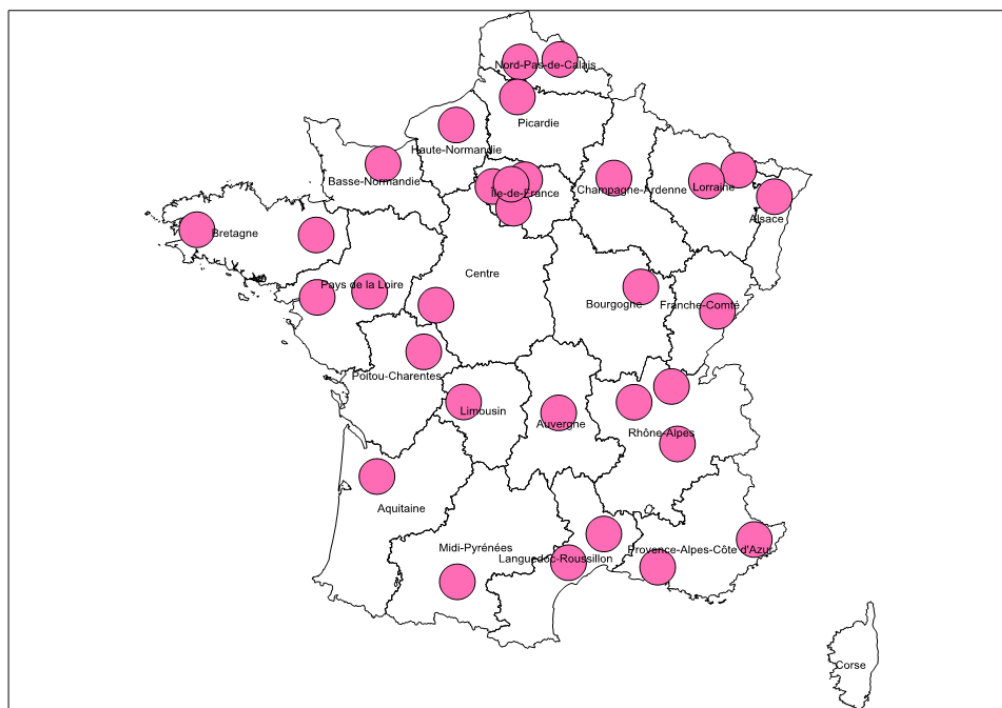 Nord-Pas-de-Calais
Picardie
Haute-Normandie
Basse-Normandie
Île-de-France
Champagne-Ardenne
Lorraine
Alsace
Bretagne
Pays de la Loire
Centre
Bourgogne
Franche-Comté
Poitou-Charentes
Limousin
Auvergne
Rhône-Alpes
Aquitaine
Midi-Pyrénées
Languedoc-Roussillon
Provence-Alpes-Côte d'Azur
Corse